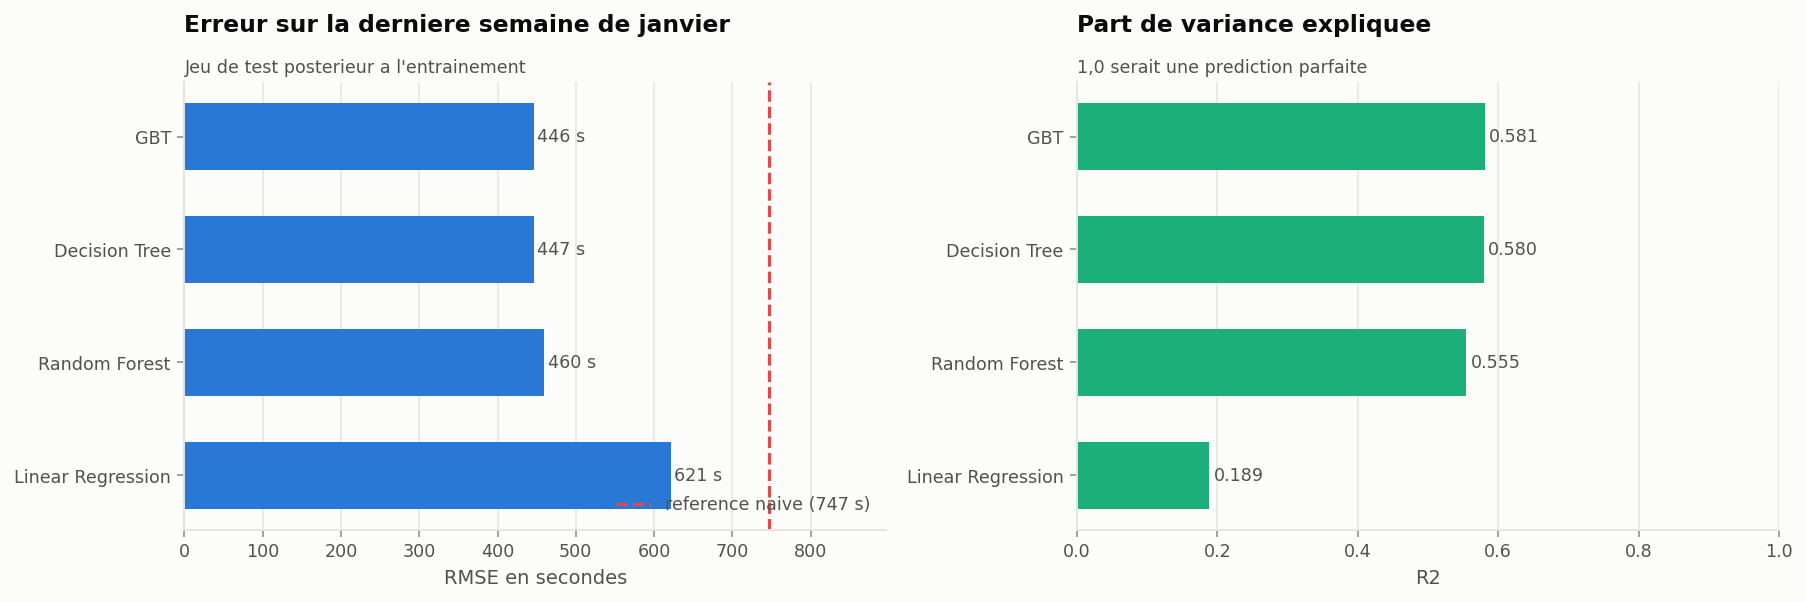 Erreur sur la derniere semaine de janvier
Jeu de test posterieur a l'entrainement
GBT
446 s
Decision Tree
447 s
Random Forest
460 s
Linear Regression
621 s
reference naive (747 s)
0 100 200 300 400 500 600 700 800
RMSE en secondes
Part de variance expliquee
1,0 serait une prediction parfaite
GBT
0.581
Decision Tree
0.580
Random Forest
0.555
Linear Regression
0.189
0.0 0.2 0.4 0.6 0.8 1.0
R2